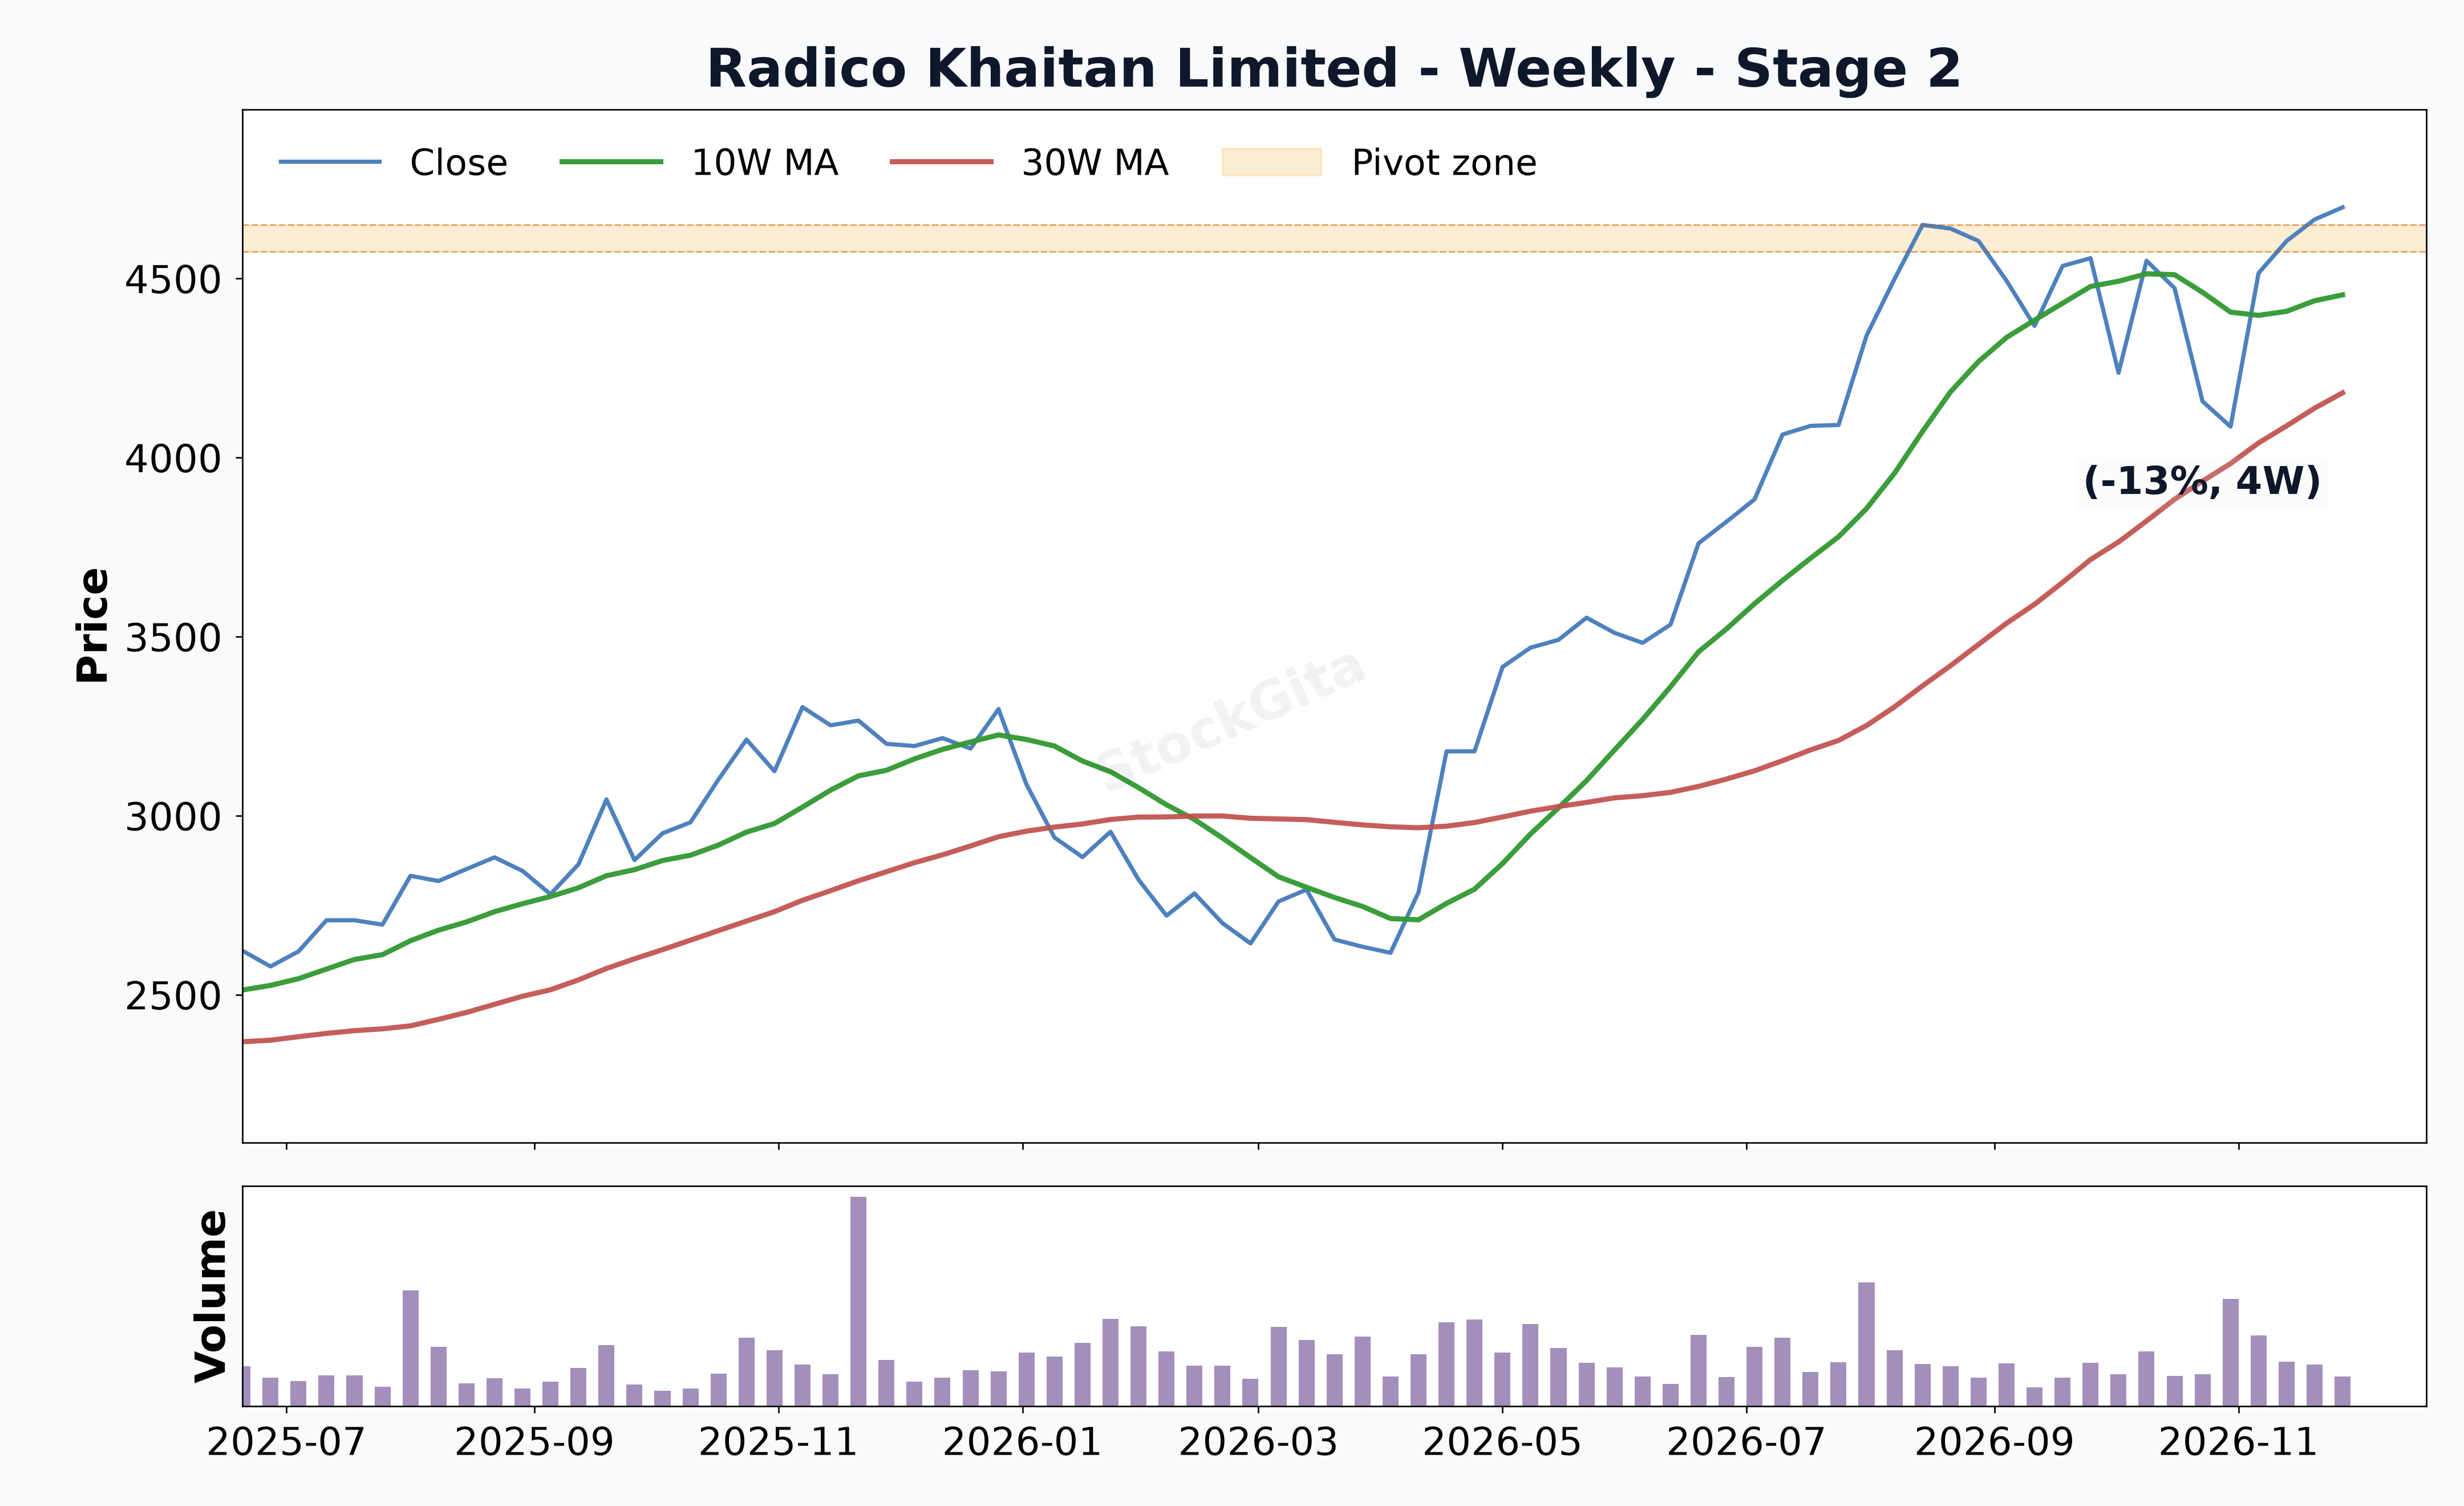 Radico Khaitan Limited - Weekly - Stage 2
Close
10W MA
30W MA
Pivot zone
4500
4000
3500
3000
2500
Price
(-13%, 4W)
StockGita
Volume
2025-07
2025-09
2025-11
2026-01
2026-03
2026-05
2026-07
2026-09
2026-11